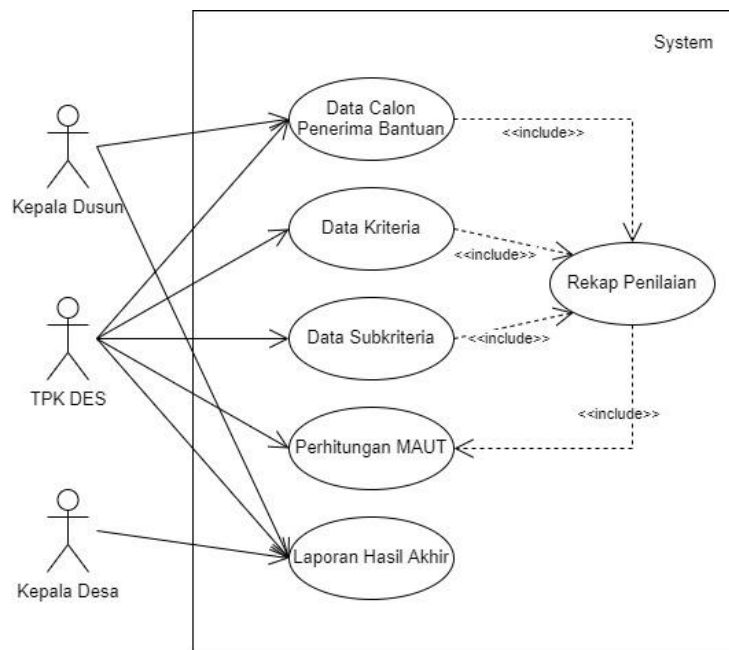 System
Data Calon
Penerima Bantuan
<<include>>
Kepala Dusun
Data Kriteria
<<include>>
Rekap Penilaian
Data Subkriteria
<<include>>
TPK DES
<<include>>
Perhitungan MAUT
Laporan Hasil Akhir
Kepala Desa